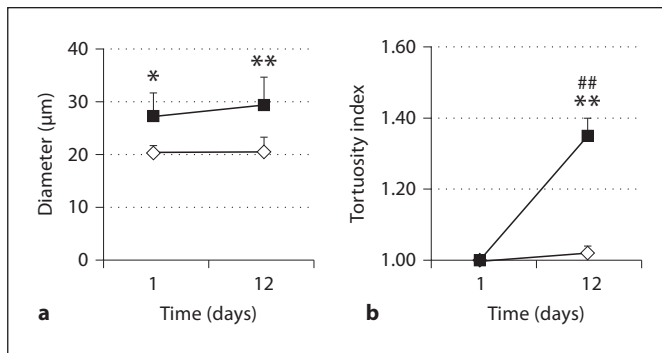 40
30
20
10
0
Diameter (µm)
*
**
1
12
a
Time (days)
1.60
1.40
1.20
1.00
Tortuosity index
##
**
1
12
b
Time (days)